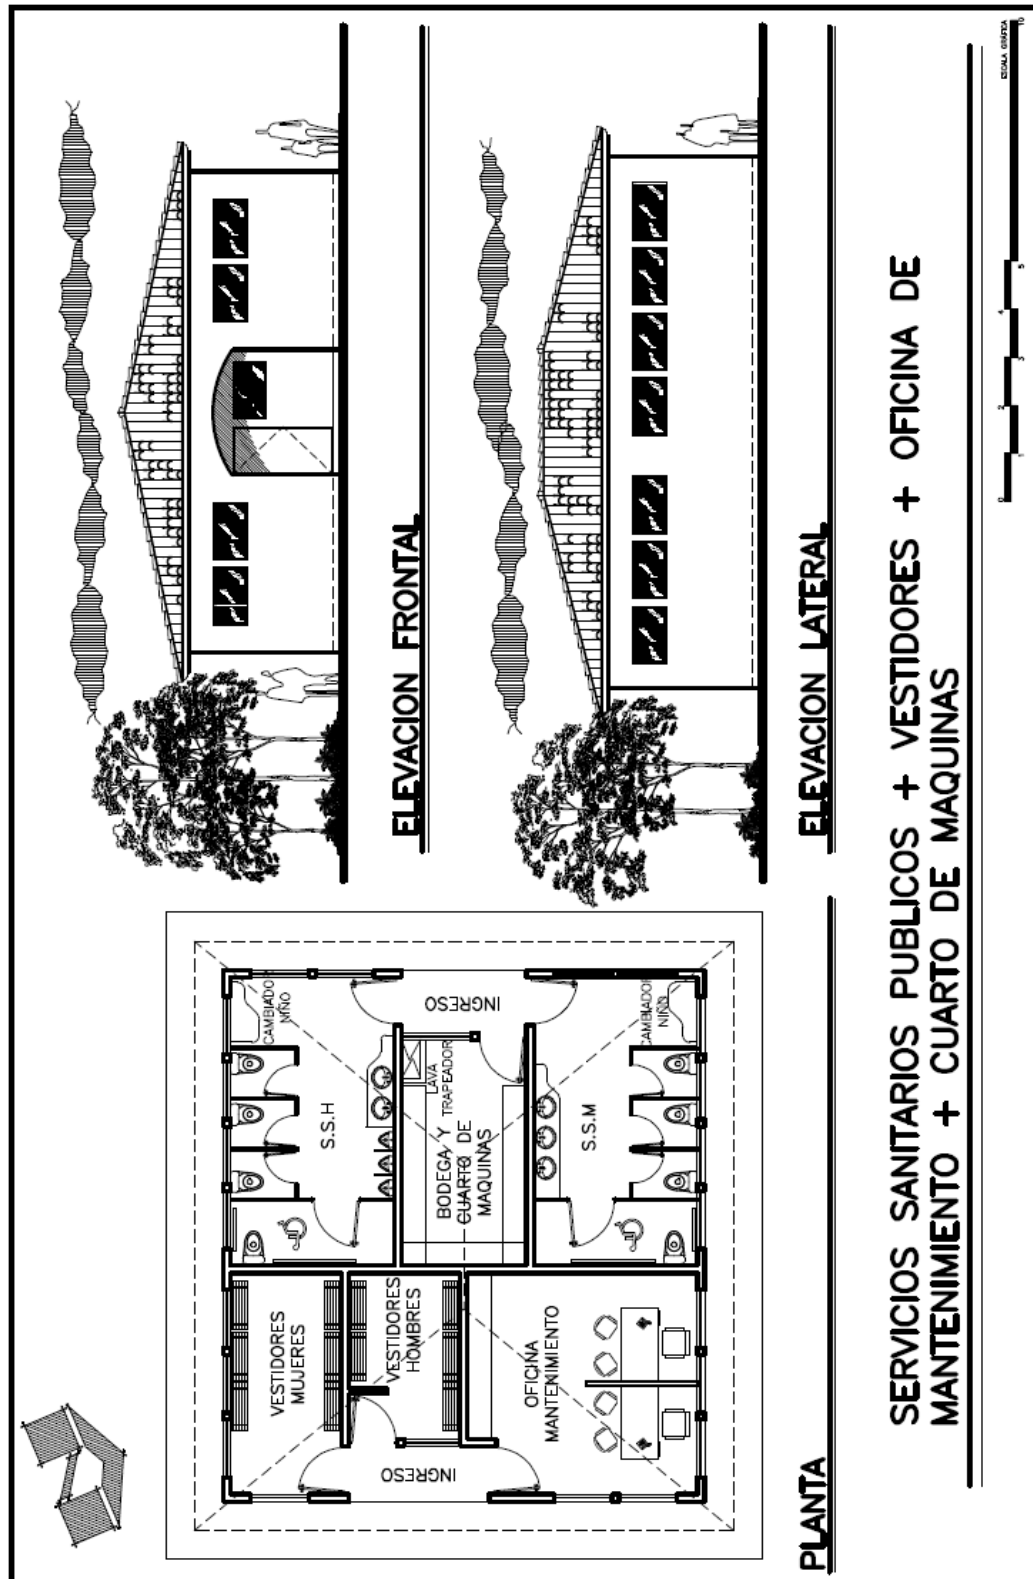 CAMBIADOR
NIÑO
S.S.H
INGRESO
LAVA
TRAPEADOR
BODEGA Y
CUARTO DE
MAQUINAS
S.S.M
CAMBIADOR
NIÑO
VESTIDORES
MUJERES
VESTIDORES
HOMBRES
OFICINA
MANTENIMIENTO
INGRESO
PLANTA
ELEVACION FRONTAL
ELEVACION LATERAL
SERVICIOS SANITARIOS PUBLICOS + VESTIDORES + OFICINA DE
MANTENIMIENTO + CUARTO DE MAQUINAS
ESCALA GRÁFICA
0 1 2 3 4 5 10